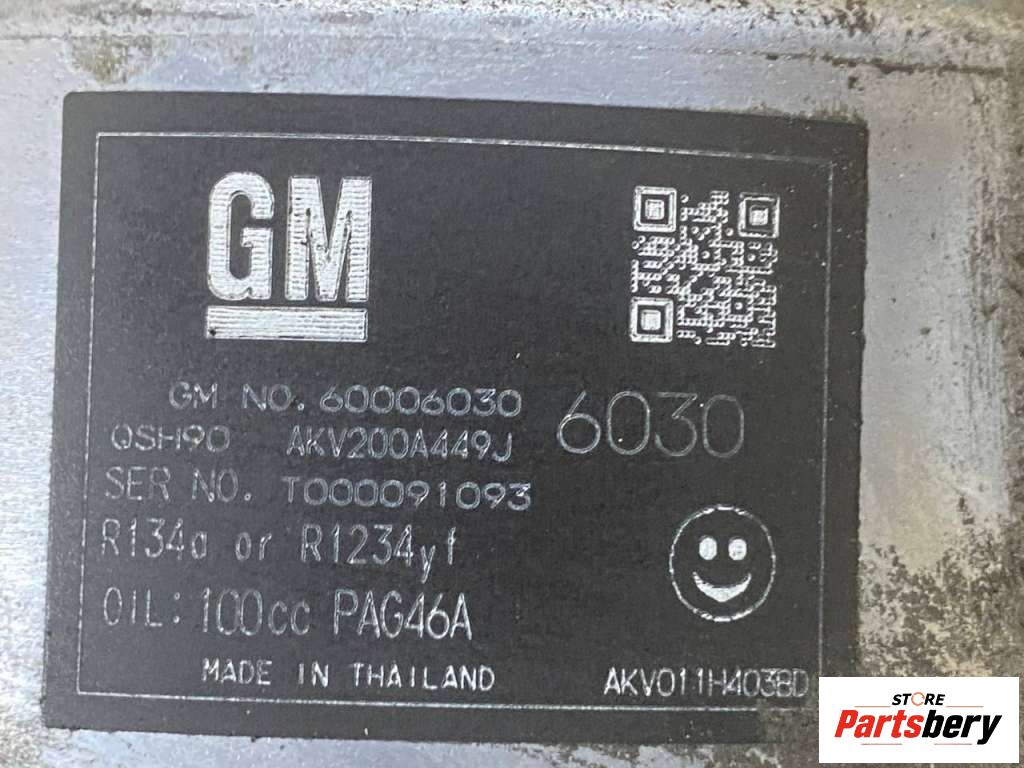 GM
GM NO. 60006030 6030
QSH90 AKV200A449J
SER NO. T000091093
R134a or R1234yf
OIL: 100cc PAG46A
MADE IN THAILAND AKV011H403BD
STORE
Partsbery